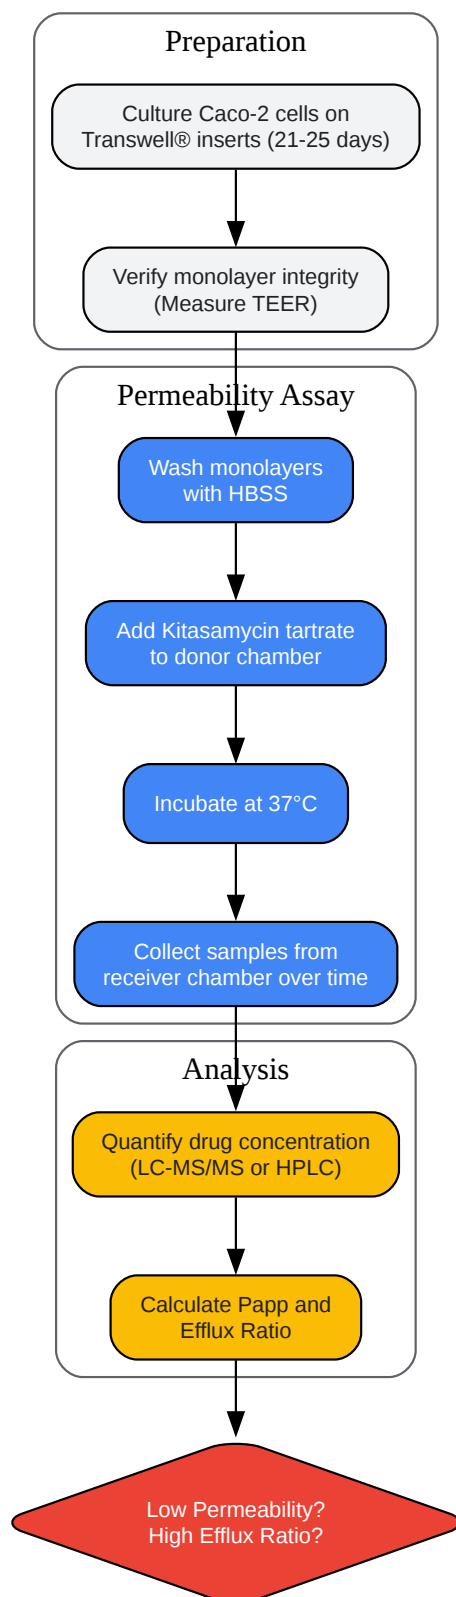 Preparation
Culture Caco-2 cells on
Transwell® inserts (21-25 days)
Verify monolayer integrity
(Measure TEER)
Permeability Assay
Wash monolayers
with HBSS
Add Kitasamycin tartrate
to donor chamber
Incubate at 37°C
Collect samples from
receiver chamber over time
Analysis
Quantify drug concentration
(LC-MS/MS or HPLC)
Calculate Papp and
Efflux Ratio
Low Permeability?
High Efflux Ratio?